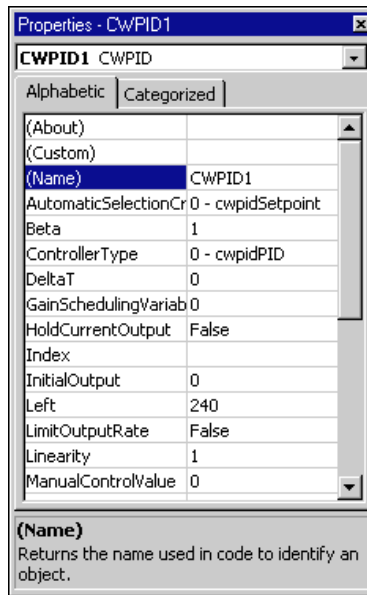 Properties - CWPID1
CWPID1 CWPID
Alphabetic Categorized
(About)
(Custom)
(Name) CWPID1
AutomaticSelectionCr 0 - cwpidSetpoint
Beta 1
ControllerType 0 - cwpidPID
DeltaT 0
GainSchedulingVariab 0
HoldCurrentOutput False
Index
InitialOutput 0
Left 240
LimitOutputRate False
Linearity 1
ManualControlValue 0
(Name)
Returns the name used in code to identify an
object.